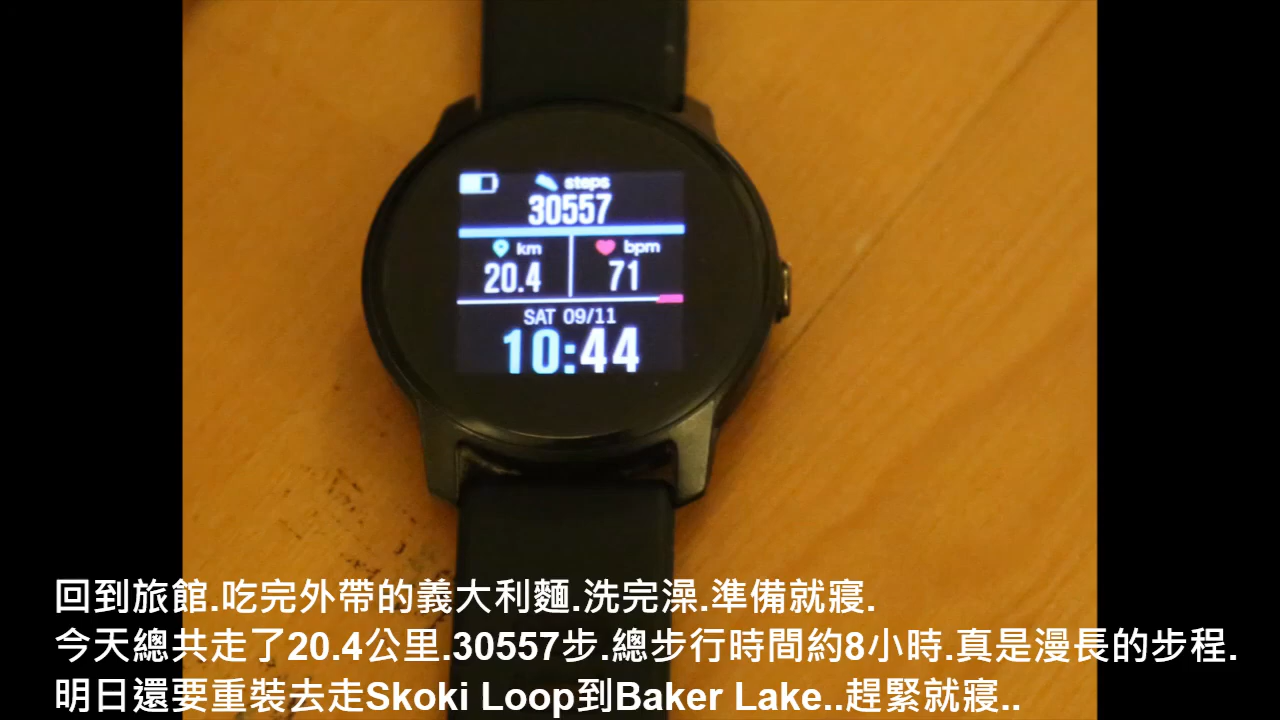 steps
30557
km bpm
20.4 71
SAT 09/11
10:44
回到旅館.吃完外帶的義大利麵.洗完澡.準備就寢.
今天總共走了20.4公里.30557步.總步行時間約8小時.真是漫長的步程.
明日還要重裝去走Skoki Loop到Baker Lake..趕緊就寢..